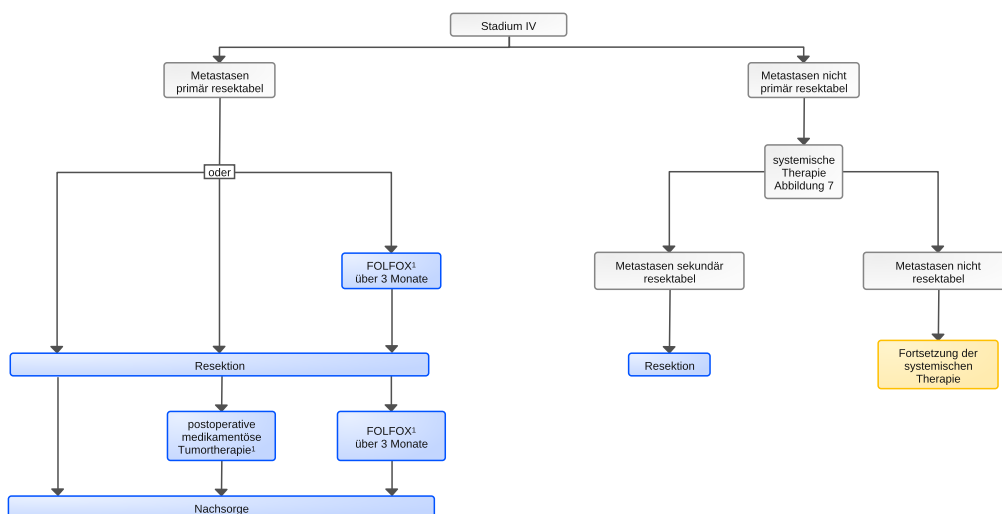 Stadium IV
Metastasen
primär resektabel
Metastasen nicht
primär resektabel
oder
systemische
Therapie
Abbildung 7
FOLFOX¹
über 3 Monate
Metastasen sekundär
resektabel
Metastasen nicht
resektabel
Resektion
Resektion
Fortsetzung der
systemischen
Therapie
postoperative
medikamentöse
Tumortherapie¹
FOLFOX¹
über 3 Monate
Nachsorge